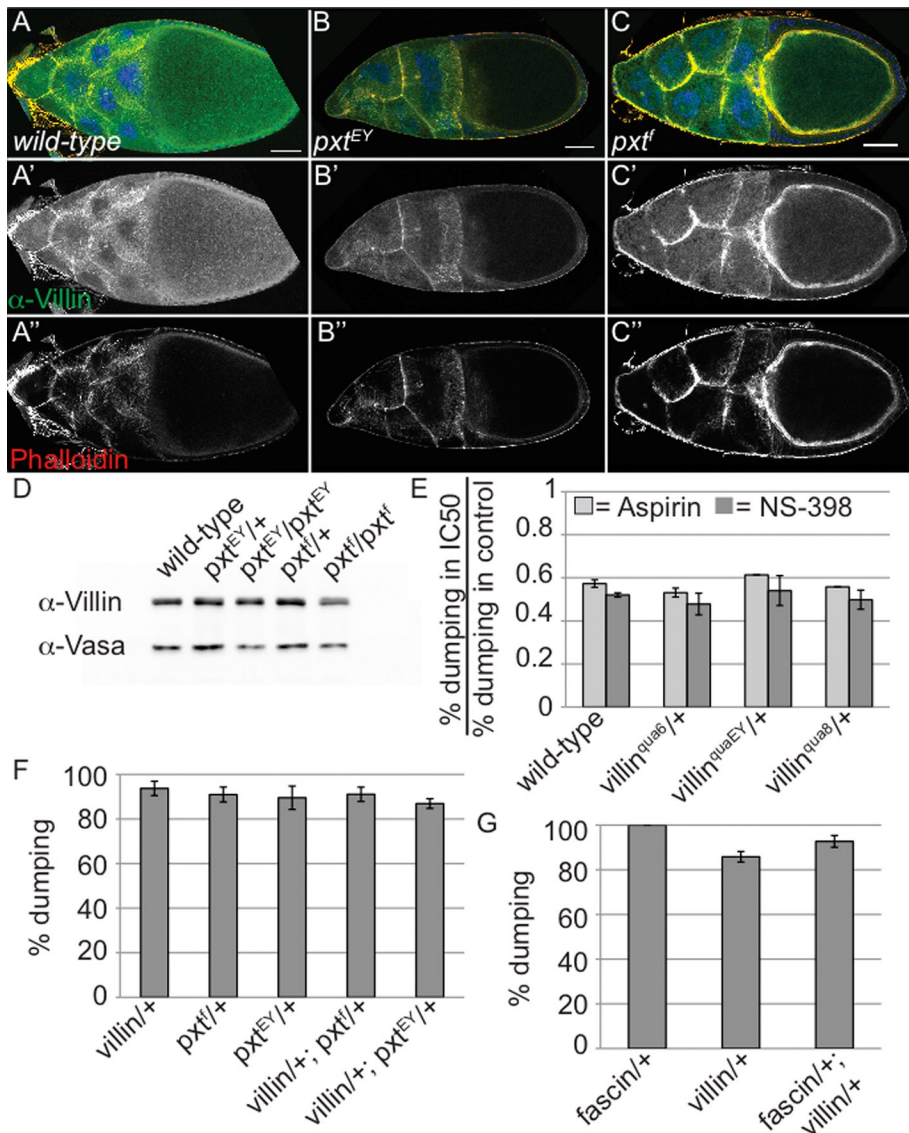 A
B
C
wild-type
pxt^EY
pxt^f
A'
B'
C'
α-Villin
A''
B''
C''
Phalloidin
D
wild-type
pxt^EY/+
pxt^EY/pxt^EY
pxt^f/+
pxt^f/pxt^f
α-Villin
α-Vasa
E
% dumping in IC50
% dumping in control
1
0.8
0.6
0.4
0.2
0
= Aspirin
= NS-398
wild-type
villin^qua6/+
villin^quaEY/+
villin^qua8/+
F
% dumping
100
80
60
40
20
0
villin/+
pxt^f/+
pxt^EY/+
villin/+; pxt^f/+
villin/+; pxt^EY/+
G
% dumping
100
80
60
40
20
0
fascin/+
villin/+
fascin/+;
villin/+